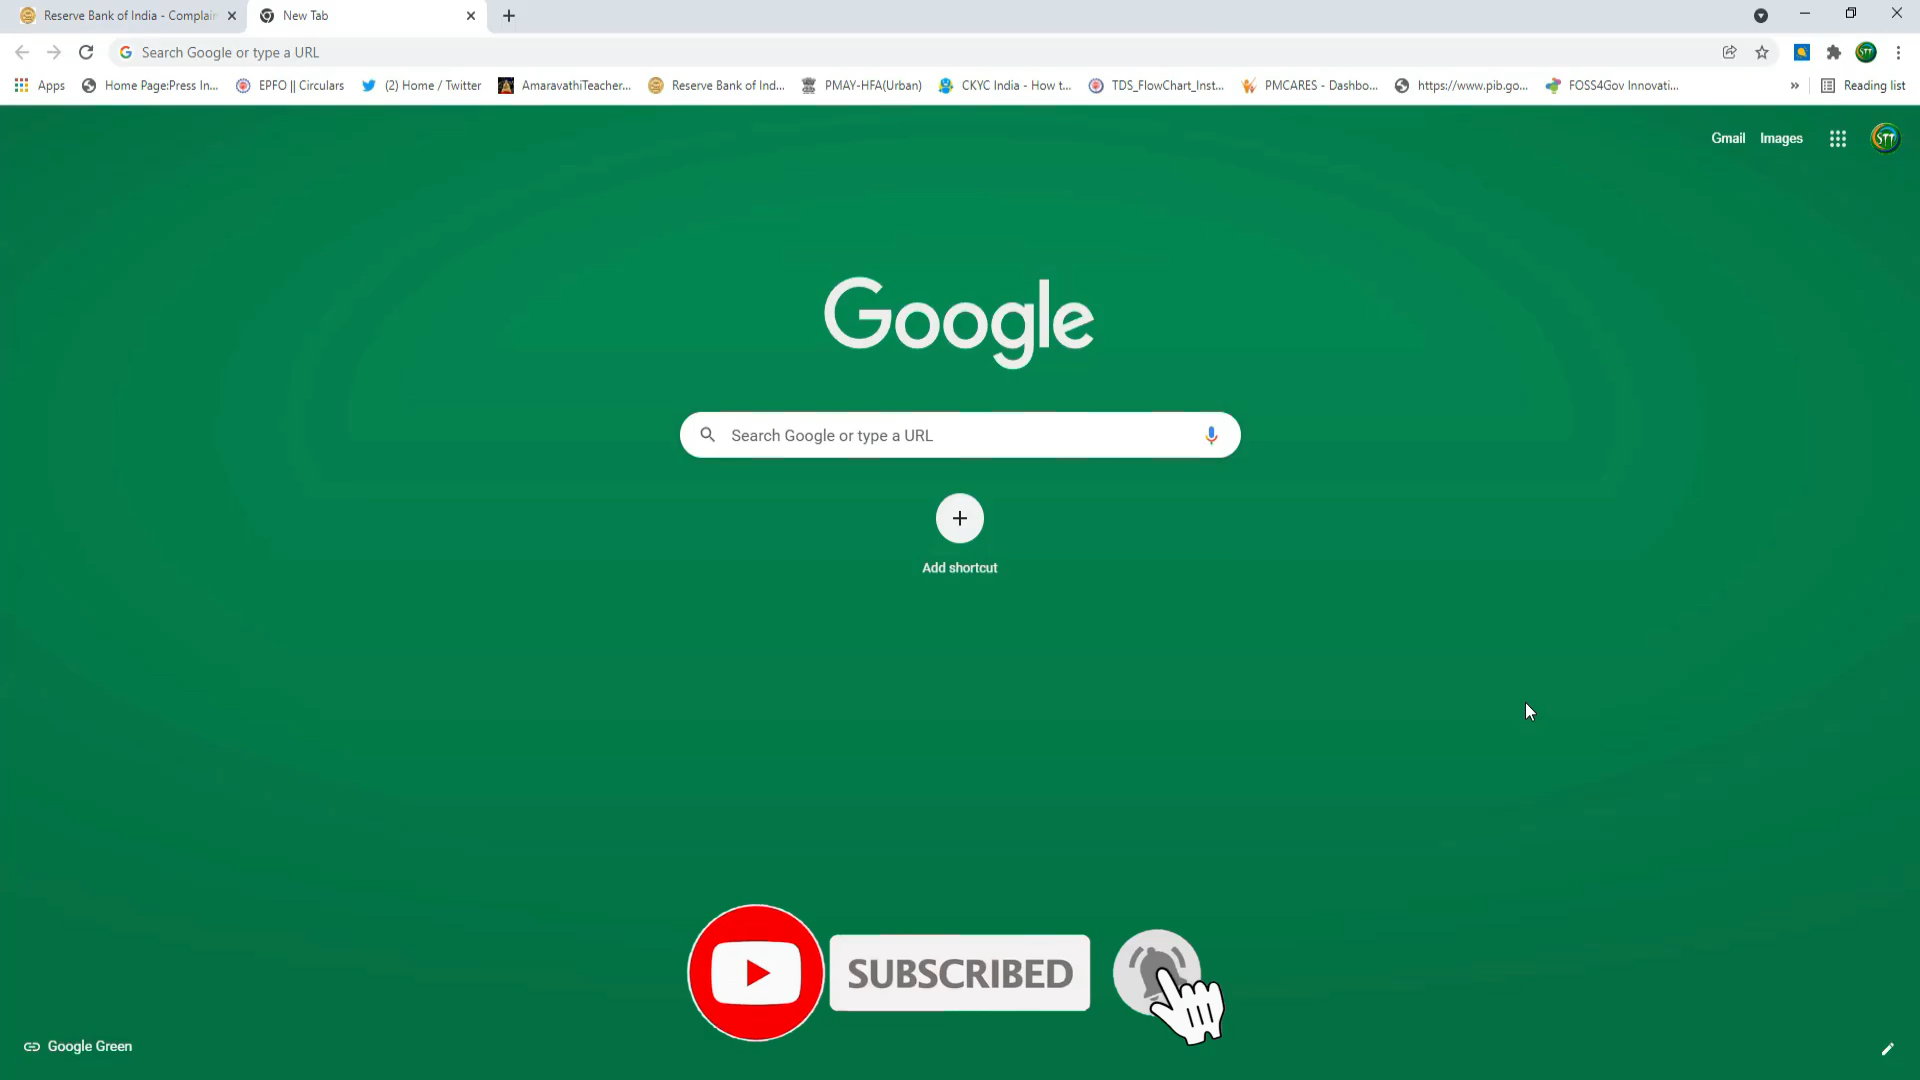 Reserve Bank of India - Complain
New Tab
Search Google or type a URL
Apps
Home Page:Press In...
EPFO || Circulars
(2) Home / Twitter
AmaravathiTeacher...
Reserve Bank of Ind...
PMAY-HFA(Urban)
CKYC India - How t...
TDS_FlowChart_Inst...
PMCARES - Dashbo...
https://www.pib.go...
FOSS4Gov Innovati...
»
Reading list
Gmail
Images
STT
Google
Search Google or type a URL
Add shortcut
SUBSCRIBED
Google Green